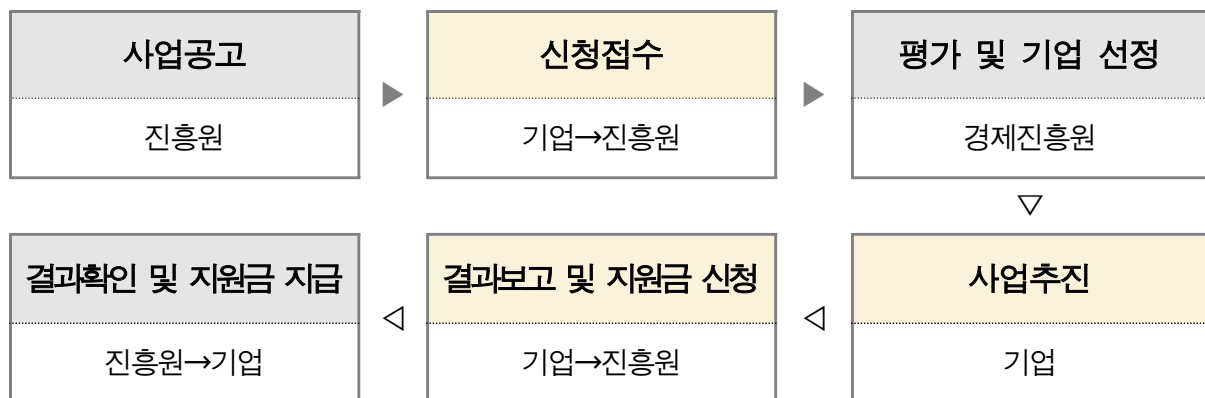 사업공고
신청접수
평가 및 기업 선정
▶
▶
진흥원
기업→진흥원
경제진흥원
▽
결과확인 및 지원금 지급
결과보고 및 지원금 신청
사업추진
◁
◁
진흥원→기업
기업→진흥원
기업